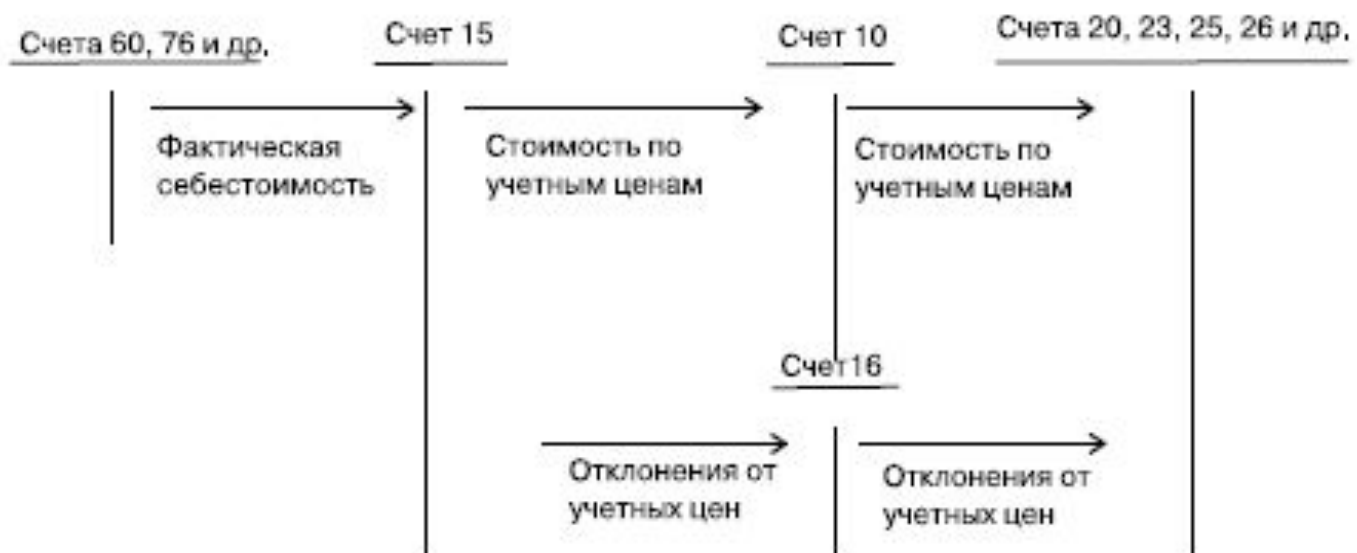 Счета 60, 76 и др.
Счет 15
Счет 10
Счета 20, 23, 25, 26 и др.
Фактическая
себестоимость
Стоимость по
учетным ценам
Стоимость по
учетным ценам
Счет16
Отклонения от
учетных цен
Отклонения от
учетных цен